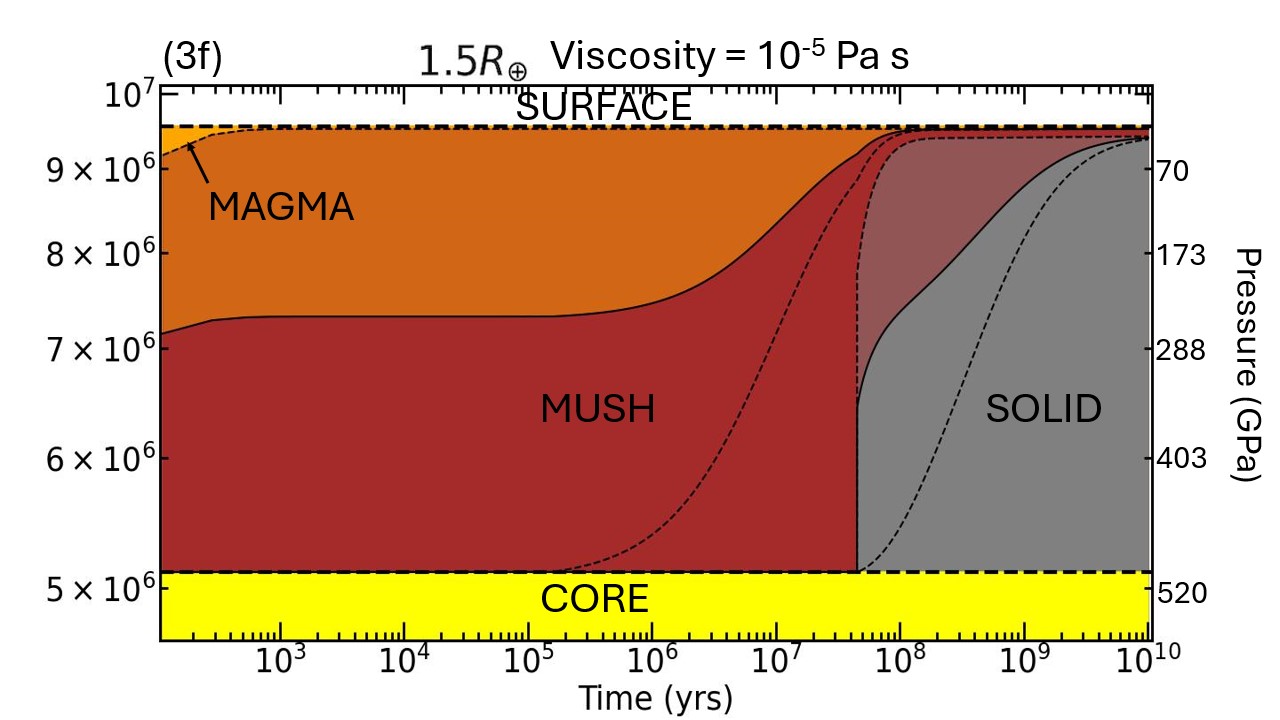 (3f)
1.5R⊕ Viscosity = 10⁻⁵ Pa s
10⁷
SURFACE
9 × 10⁶
70
MAGMA
8 × 10⁶
173
7 × 10⁶
288
Pressure (GPa)
MUSH
SOLID
6 × 10⁶
403
5 × 10⁶
520
CORE
10³ 10⁴ 10⁵ 10⁶ 10⁷ 10⁸ 10⁹ 10¹⁰
Time (yrs)